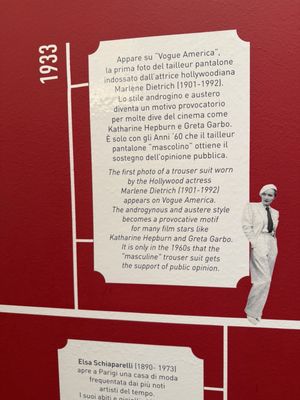 1933
Appare su "Vogue America",
la prima foto del tailleur pantalone
indossato dall'attrice hollywoodiana
Marlene Dietrich (1901-1992).
Lo stile androgino e austero
diventa un motivo provocatorio
per molte dive del cinema come
Katharine Hepburn e Greta Garbo.
È solo con gli Anni '60 che il tailleur
pantalone "mascolino" ottiene il
sostegno dell'opinione pubblica.
The first photo of a trouser suit worn
by the Hollywood actress
Marlene Dietrich (1901-1992)
appears on Vogue America.
The androgynous and austere style
becomes a provocative motif
for many film stars like
Katharine Hepburn and Greta Garbo.
It is only in the 1960s that the
"masculine" trouser suit gets
the support of public opinion.
Elsa Schiaparelli (1890- 1973)
apre a Parigi una casa di moda
frequentata dai più noti
artisti del tempo.
I suoi abiti e